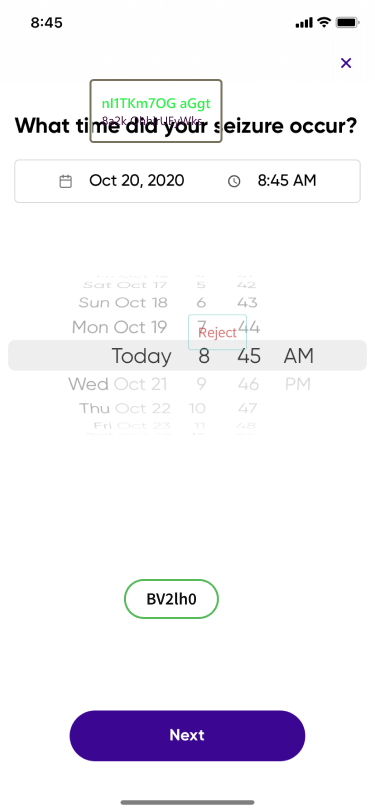 8:45
nl1TKm7OG aGgt
What time did your seizure occur?
Oct 20, 2020 8:45 AM
Sat Oct 17 5 42
Sun Oct 18 6 43
Mon Oct 19 7 44
Reject
Today 8 45 AM
Wed Oct 21 9 46 PM
Thu Oct 22 10 47
Fri Oct 23 11 48
BV2lh0
Next